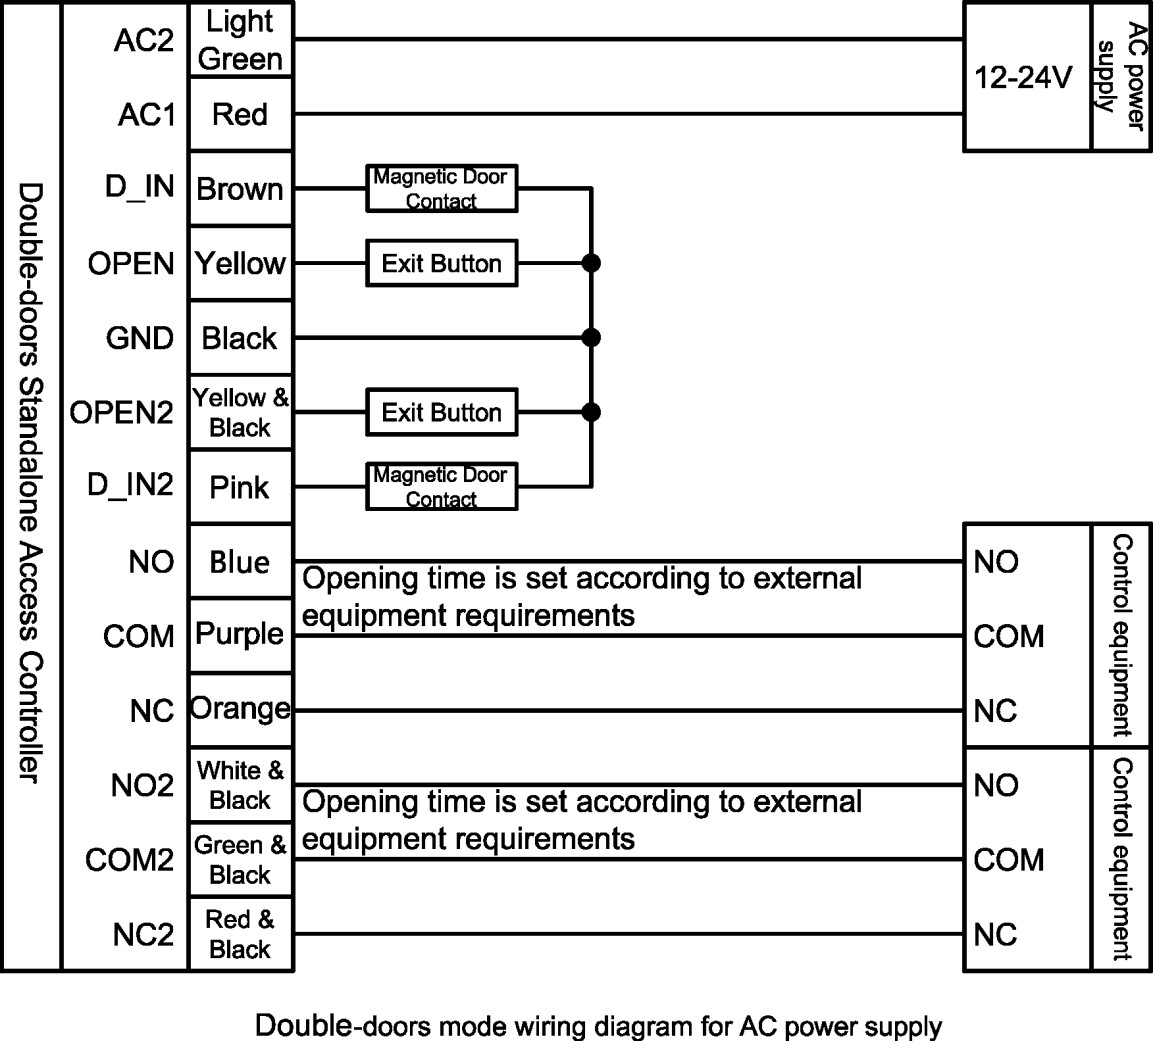 Double-doors Standalone Access Controller
AC2
Light
Green
AC1
Red
12-24V
AC power
supply
D_IN
Brown
Magnetic Door
Contact
OPEN
Yellow
Exit Button
GND
Black
OPEN2
Yellow &
Black
Exit Button
D_IN2
Pink
Magnetic Door
Contact
NO
Blue
Opening time is set according to external
equipment requirements
NO
COM
Purple
COM
NC
Orange
NC
Control equipment
NO2
White &
Black
Opening time is set according to external
equipment requirements
NO
COM2
Green &
Black
COM
NC2
Red &
Black
NC
Control equipment
Double-doors mode wiring diagram for AC power supply